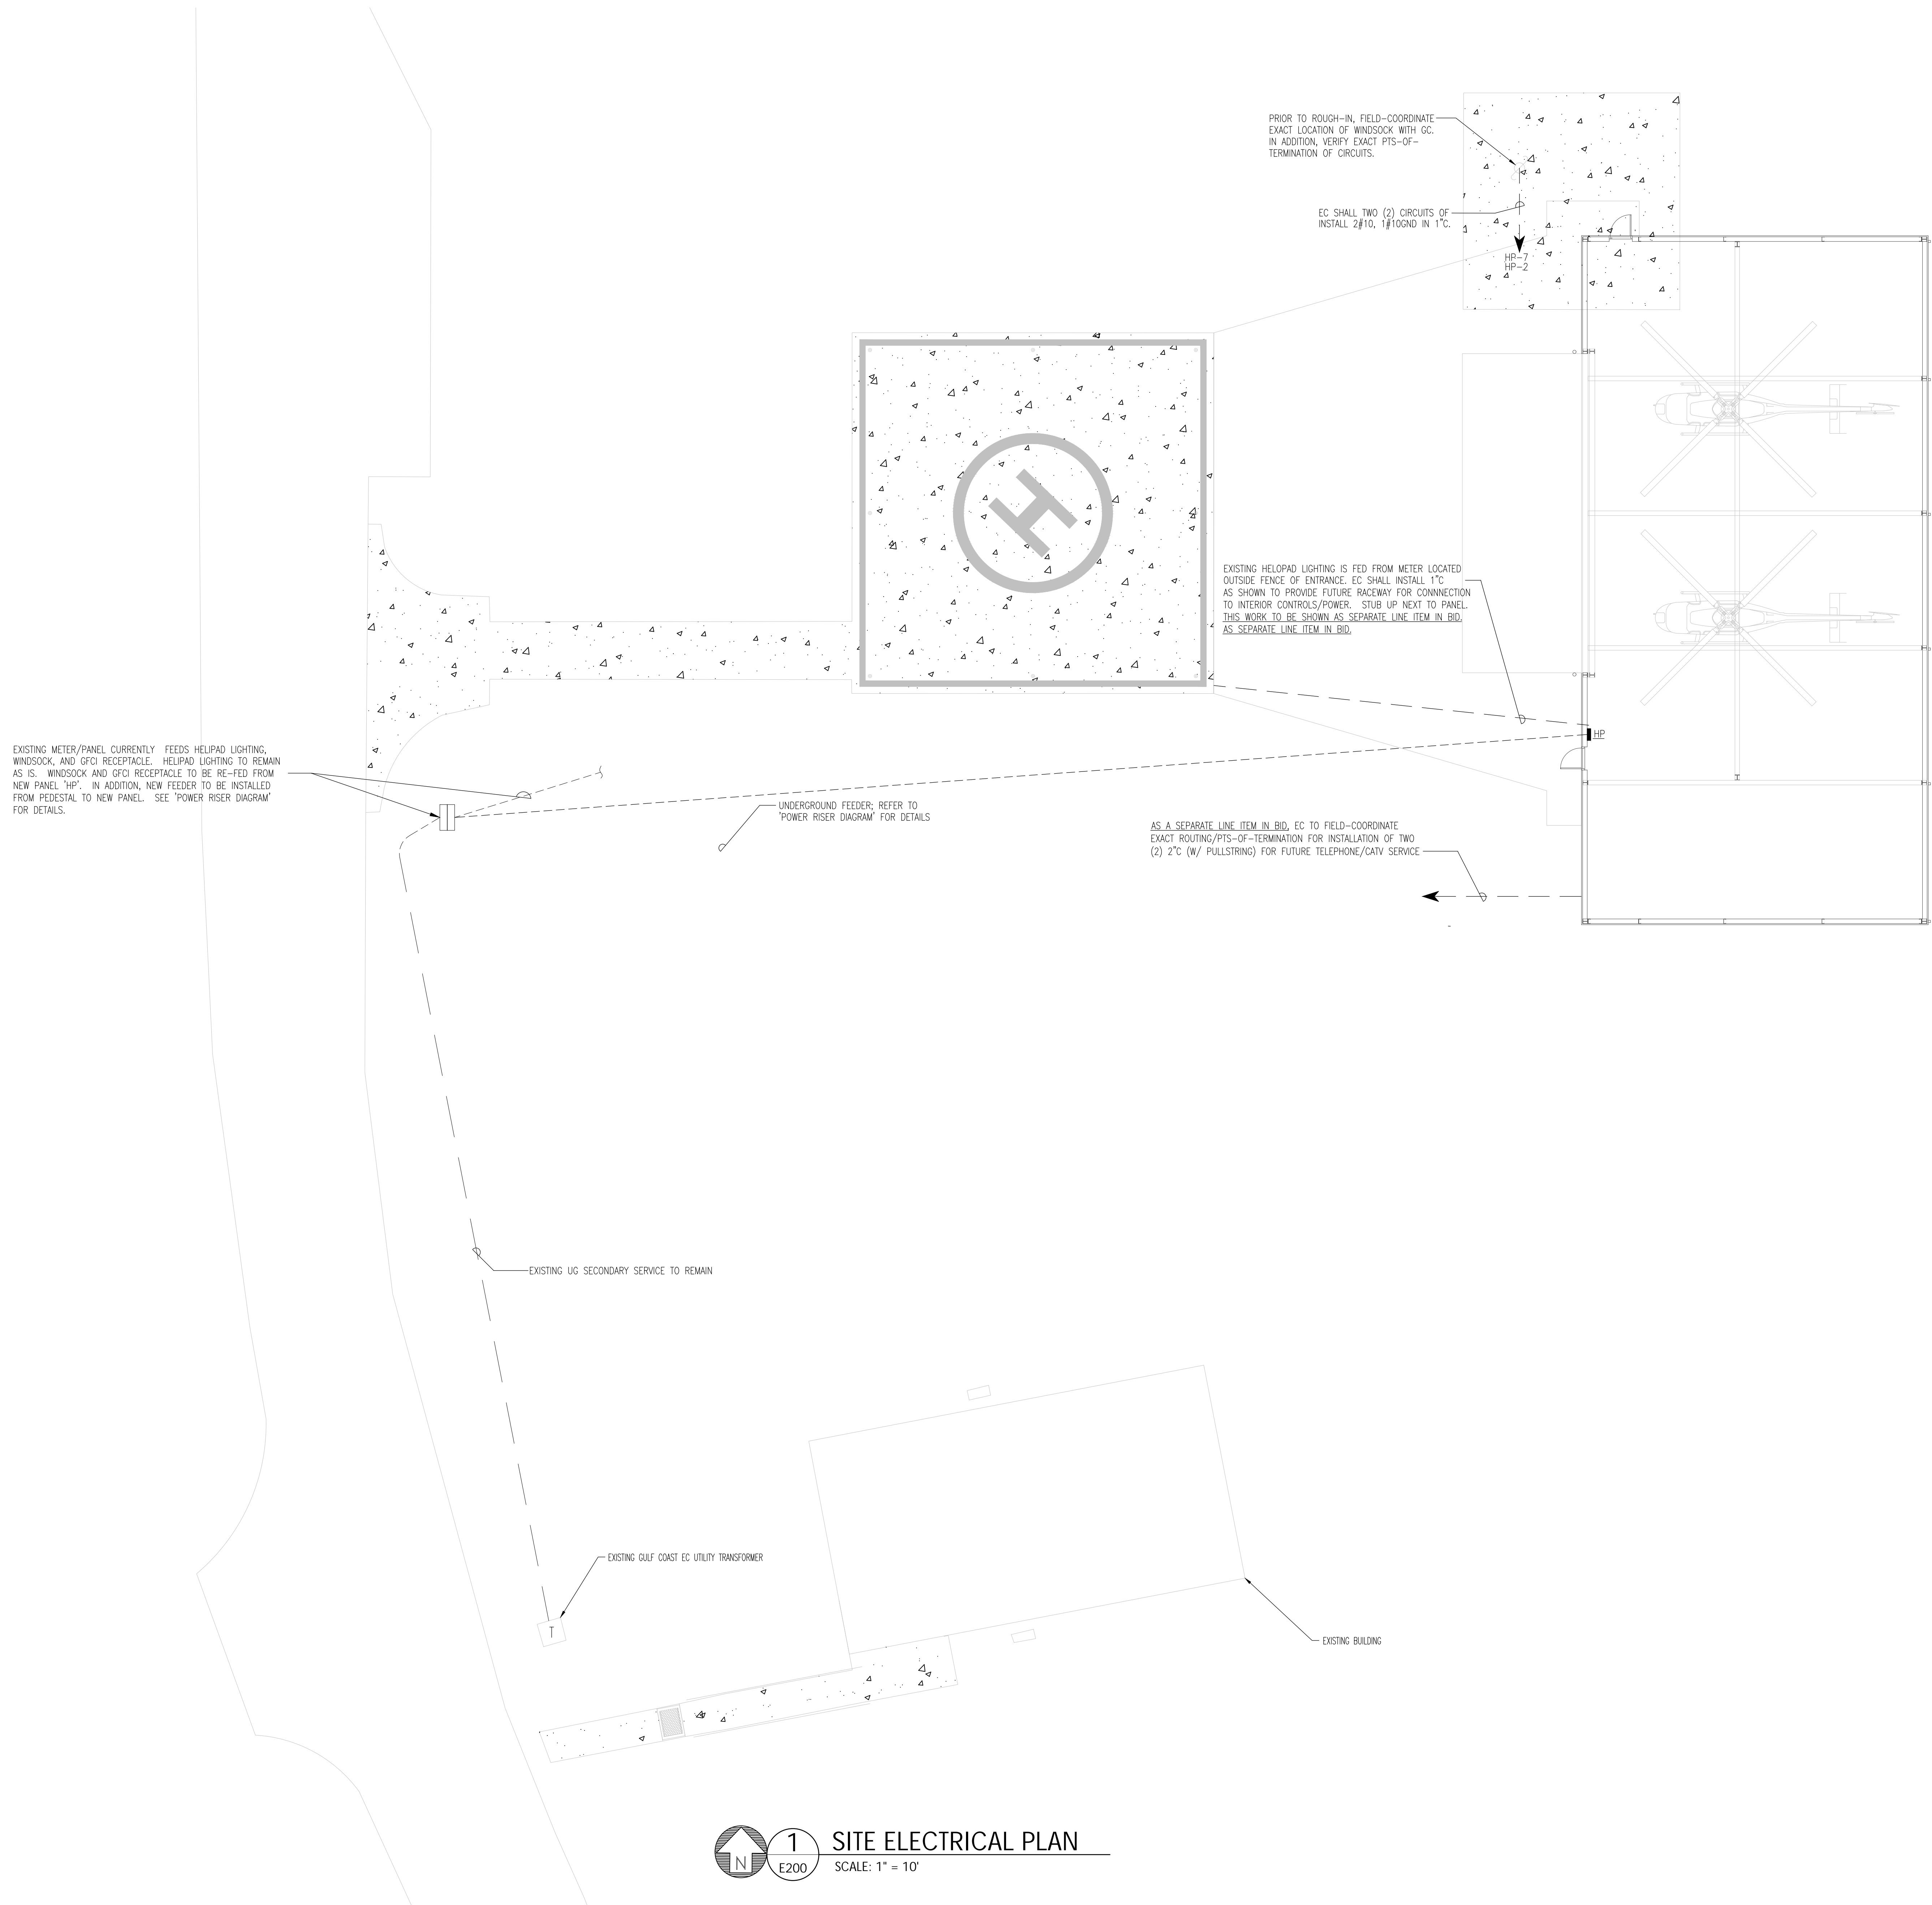 PRIOR TO ROUGH-IN, FIELD-COORDINATE
EXACT LOCATION OF WINDSOCK WITH GC.
IN ADDITION, VERIFY EXACT PTS-OF-
TERMINATION OF CIRCUITS.
EC SHALL TWO (2) CIRCUITS OF
INSTALL 2#10, 1#10GND IN 1"C.
HP-7
HP-2
H
EXISTING HELOPAD LIGHTING IS FED FROM METER LOCATED
OUTSIDE FENCE OF ENTRANCE. EC SHALL INSTALL 1"C
AS SHOWN TO PROVIDE FUTURE RACEWAY FOR CONNNECTION
TO INTERIOR CONTROLS/POWER. STUB UP NEXT TO PANEL.
THIS WORK TO BE SHOWN AS SEPARATE LINE ITEM IN BID.
AS SEPARATE LINE ITEM IN BID.
HP
EXISTING METER/PANEL CURRENTLY FEEDS HELIPAD LIGHTING,
WINDSOCK, AND GFCI RECEPTACLE. HELIPAD LIGHTING TO REMAIN
AS IS. WINDSOCK AND GFCI RECEPTACLE TO BE RE-FED FROM
NEW PANEL 'HP'. IN ADDITION, NEW FEEDER TO BE INSTALLED
FROM PEDESTAL TO NEW PANEL. SEE 'POWER RISER DIAGRAM'
FOR DETAILS.
UNDERGROUND FEEDER; REFER TO
'POWER RISER DIAGRAM' FOR DETAILS
AS A SEPARATE LINE ITEM IN BID, EC TO FIELD-COORDINATE
EXACT ROUTING/PTS-OF-TERMINATION FOR INSTALLATION OF TWO
(2) 2"C (W/ PULLSTRING) FOR FUTURE TELEPHONE/CATV SERVICE
EXISTING UG SECONDARY SERVICE TO REMAIN
EXISTING GULF COAST EC UTILITY TRANSFORMER
T
EXISTING BUILDING
N
1
E200
SITE ELECTRICAL PLAN
SCALE: 1" = 10'